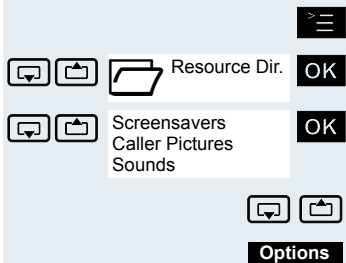 Resource Dir. OK
Screensavers OK
Caller Pictures
Sounds
Options